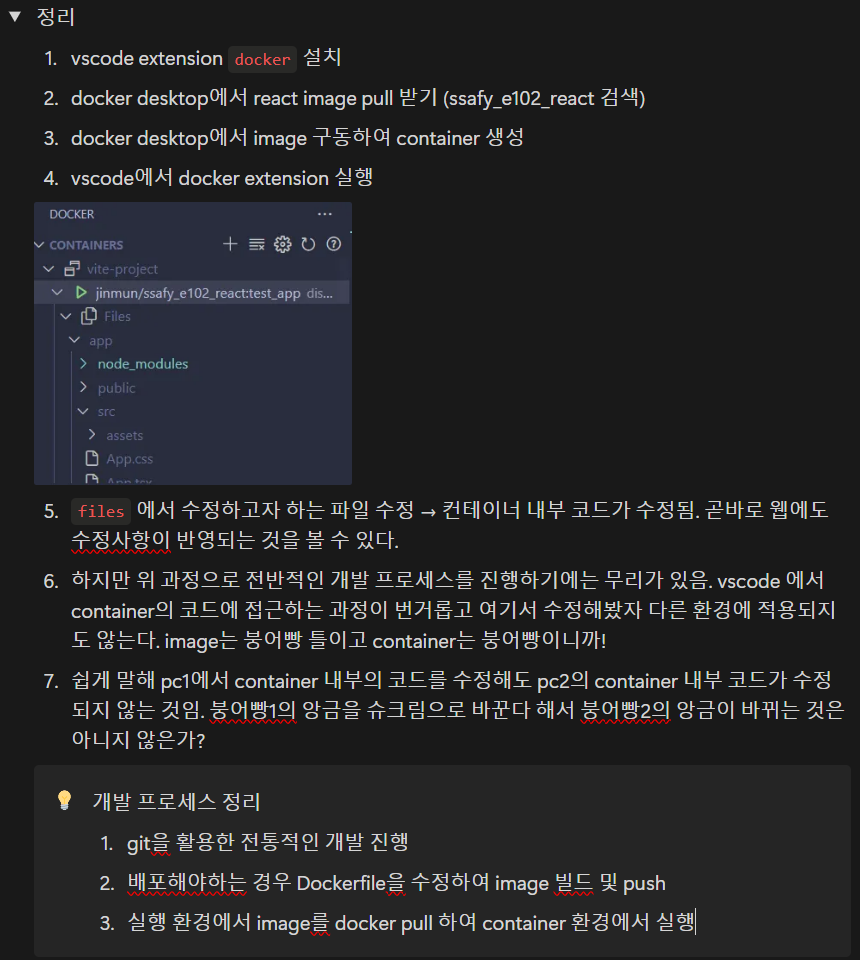 정리
1. vscode extension docker 설치
2. docker desktop에서 react image pull 받기 (ssafy_e102_react 검색)
3. docker desktop에서 image 구동하여 container 생성
4. vscode에서 docker extension 실행
DOCKER
CONTAINERS
vite-project
jinmun/ssafy_e102_react:test_app dis...
Files
app
node_modules
public
src
assets
App.css
App.tsx
5. files 에서 수정하고자 하는 파일 수정 → 컨테이너 내부 코드가 수정됨. 곧바로 웹에도
수정사항이 반영되는 것을 볼 수 있다.
6. 하지만 위 과정으로 전반적인 개발 프로세스를 진행하기에는 무리가 있음. vscode 에서
container의 코드에 접근하는 과정이 번거롭고 여기서 수정해봤자 다른 환경에 적용되지
도 않는다. image는 붕어빵 틀이고 container는 붕어빵이니까!
7. 쉽게 말해 pc1에서 container 내부의 코드를 수정해도 pc2의 container 내부 코드가 수정
되지 않는 것임. 붕어빵1의 앙금을 슈크림으로 바꾼다 해서 붕어빵2의 앙금이 바뀌는 것은
아니지 않은가?
개발 프로세스 정리
1. git을 활용한 전통적인 개발 진행
2. 배포해야하는 경우 Dockerfile을 수정하여 image 빌드 및 push
3. 실행 환경에서 image를 docker pull 하여 container 환경에서 실행